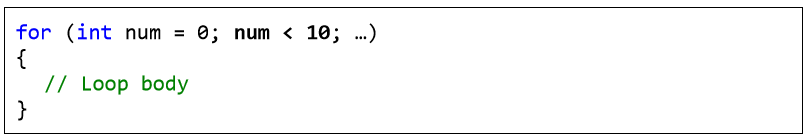 for (int num = 0; num < 10; …)
{
// Loop body
}